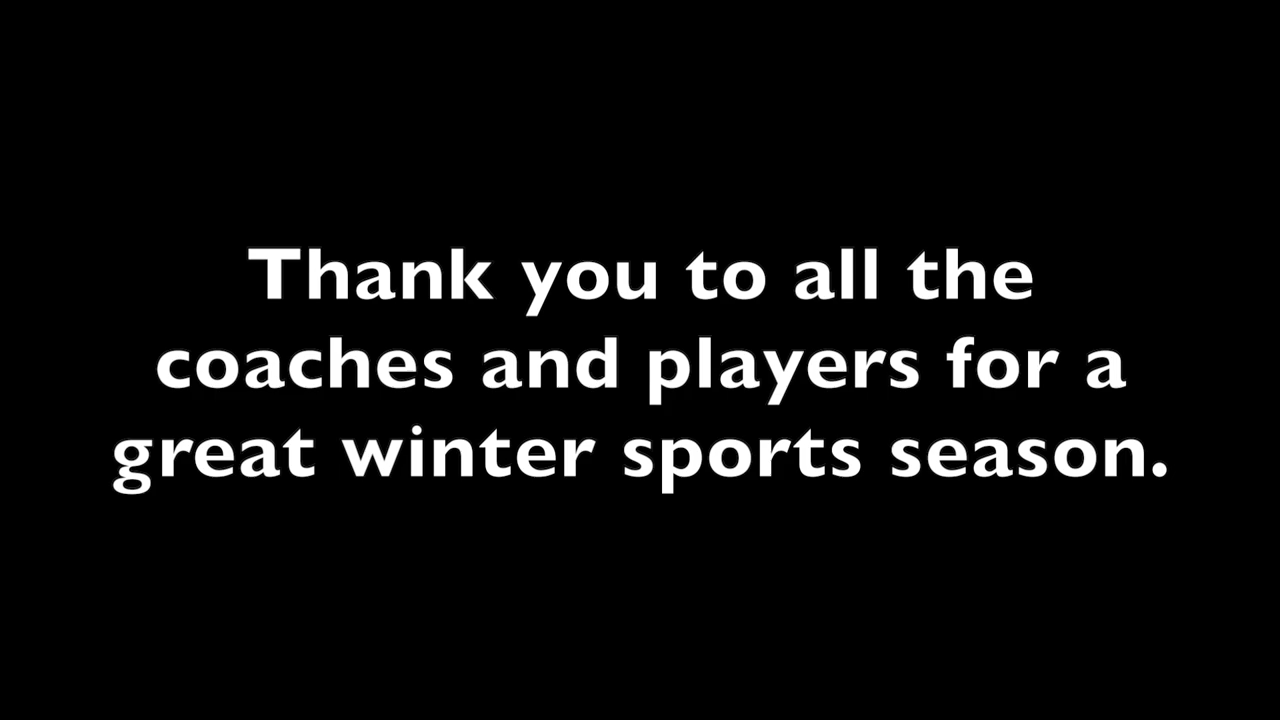 Thank you to all the
coaches and players for a
great winter sports season.